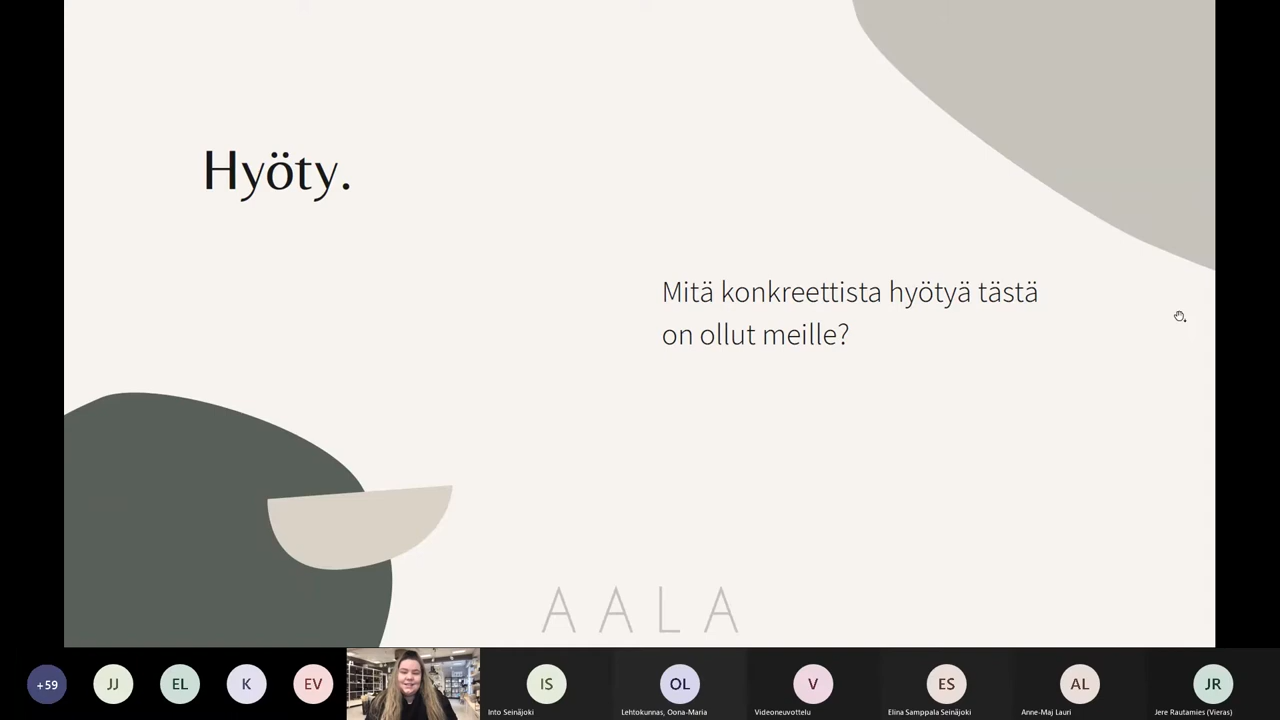 Hyöty.
Mitä konkreettista hyötyä tästä
on ollut meille?
AALA
+59
JJ
EL
K
EV
IS
OL
V
ES
AL
JR
Into Seinäjoki
Lehtokunnas, Oona-Maria
Videoneuvottelu
Elina Samppala Seinäjoki
Anne-Maj Lauri
Jere Rautamies (Vieras)